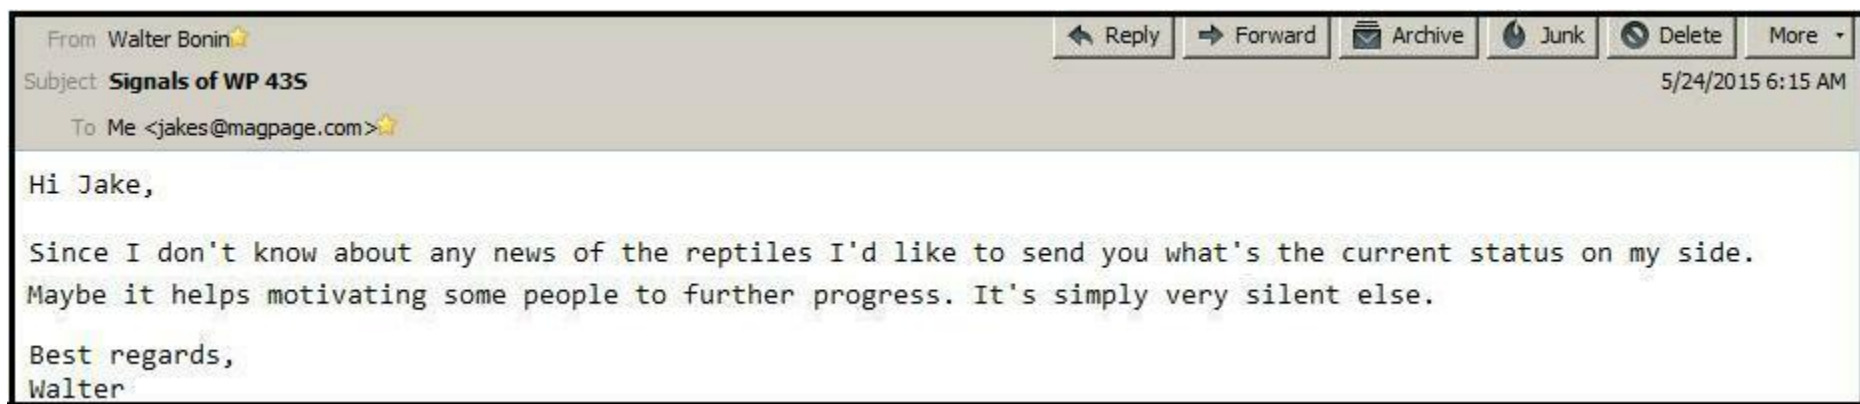 From Walter Bonin
Reply Forward Archive Junk Delete More
Subject Signals of WP 43S
5/24/2015 6:15 AM
To Me <jakes@magpage.com>
Hi Jake,
Since I don't know about any news of the reptiles I'd like to send you what's the current status on my side.
Maybe it helps motivating some people to further progress. It's simply very silent else.
Best regards,
Walter